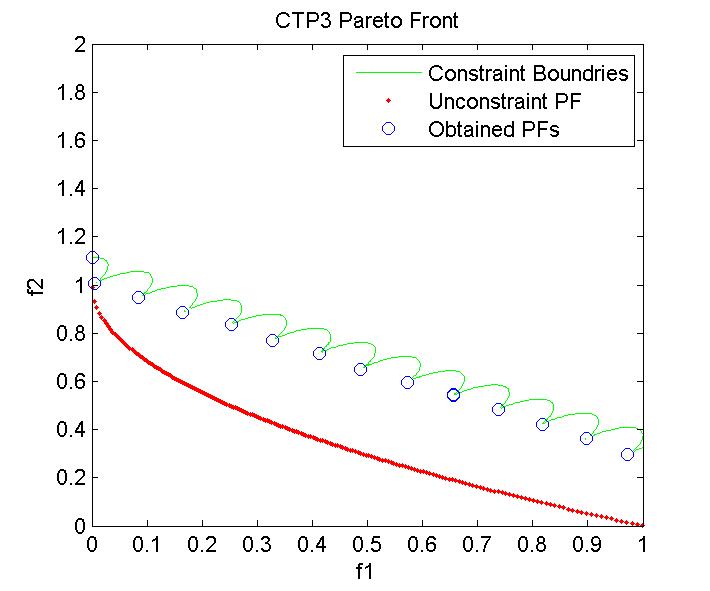 CTP3 Pareto Front
Constraint Boundries
Unconstraint PF
Obtained PFs
2
1.8
1.6
1.4
1.2
1
0.8
0.6
0.4
0.2
0
f2
0 0.1 0.2 0.3 0.4 0.5 0.6 0.7 0.8 0.9 1
f1